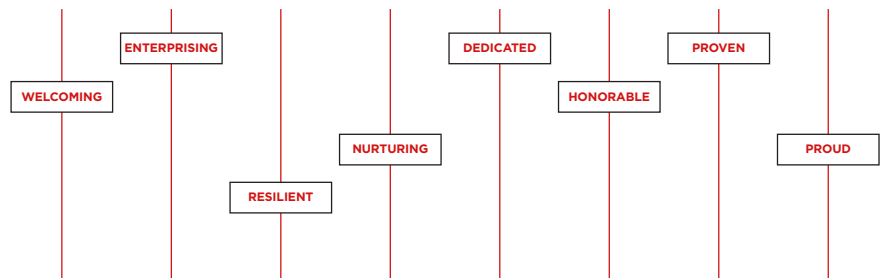 WELCOMING
ENTERPRISING
RESILIENT
NURTURING
DEDICATED
HONORABLE
PROVEN
PROUD